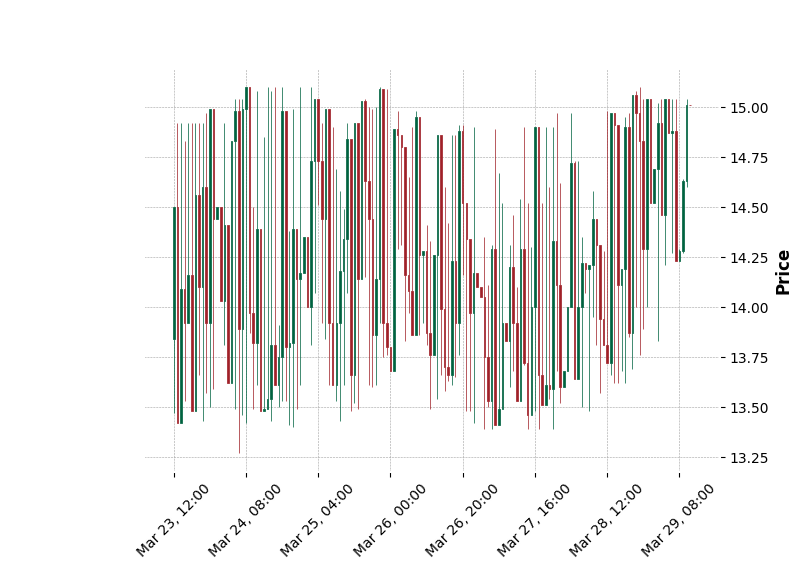 15.00
14.75
14.50
14.25
14.00
13.75
13.50
13.25
Price
Mar 23, 12:00
Mar 24, 08:00
Mar 25, 04:00
Mar 26, 00:00
Mar 26, 20:00
Mar 27, 16:00
Mar 28, 12:00
Mar 29, 08:00